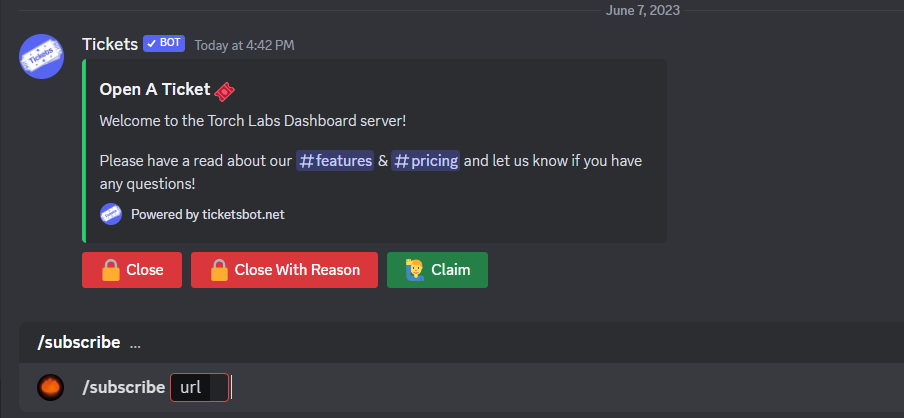 June 7, 2023
Tickets BOT Today at 4:42 PM
Tickets
Open A Ticket
Welcome to the Torch Labs Dashboard server!
Please have a read about our #features & #pricing and let us know if you have
any questions!
Powered by ticketsbot.net
Close Close With Reason Claim
/subscribe ...
/subscribe url